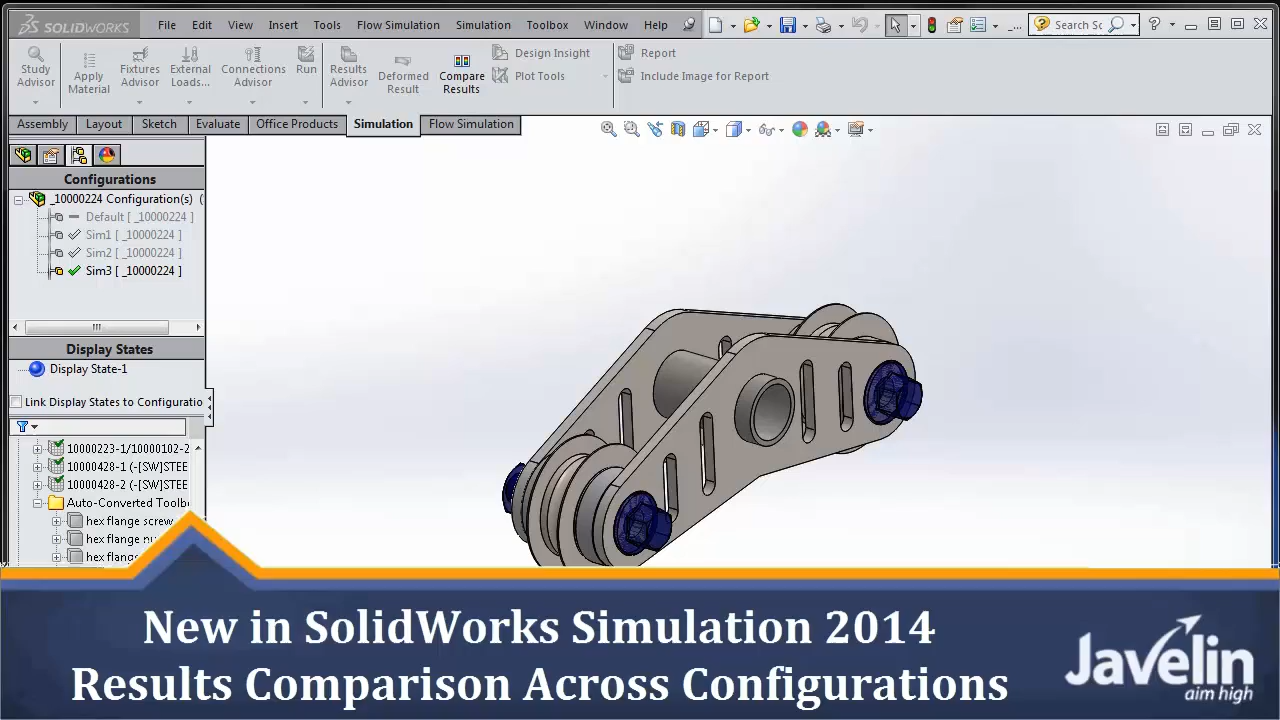 SOLIDWORKS File Edit View Insert Tools Flow Simulation Simulation Toolbox Window Help ... Search Sc ?
Study Advisor
Apply Material
Fixtures Advisor
External Loads...
Connections Advisor
Run
Results Advisor
Deformed Result
Compare Results
Design Insight
Plot Tools
Report
Include Image for Report
Assembly Layout Sketch Evaluate Office Products Simulation Flow Simulation
Configurations
_10000224 Configuration(s) (
Default [ _10000224 ]
Sim1 [ _10000224 ]
Sim2 [ _10000224 ]
Sim3 [ _10000224 ]
Display States
Display State-1
Link Display States to Configuratio
10000223-1/10000102-2
10000428-1 (-[SW]STEE
10000428-2 (-[SW]STEE
Auto-Converted Toolb
hex flange screw
hex flange nu
hex flang
New in SolidWorks Simulation 2014
Results Comparison Across Configurations
Javelin
aim high